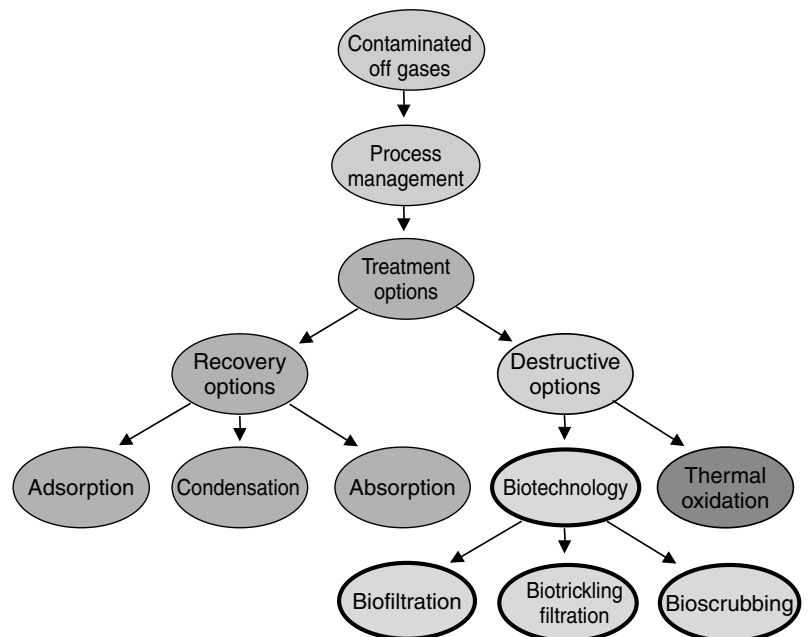 Contaminated
off gases
Process
management
Treatment
options
Recovery
options
Destructive
options
Adsorption
Condensation
Absorption
Biotechnology
Thermal
oxidation
Biofiltration
Biotrickling
filtration
Bioscrubbing